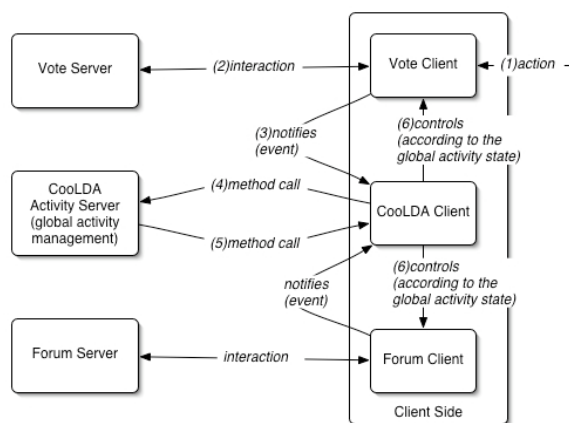 Vote Server
(2)interaction
Vote Client
(1)action
(3)notifies
(event)
(6)controls
(according to the
global activity state)
CooLDA
Activity Server
(global activity
management)
(4)method call
(5)method call
CooLDA Client
notifies
(event)
(6)controls
(according to the
global activity state)
Forum Server
interaction
Forum Client
Client Side